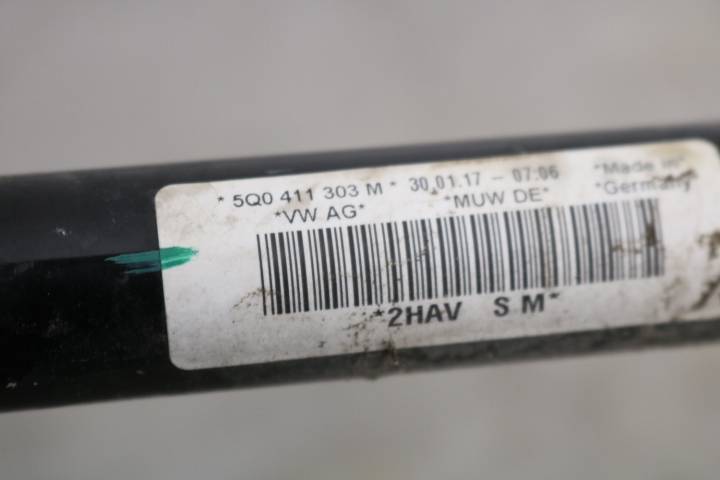 * 5Q0 411 303 M * 30.01.17 – 07:06 *Made in*
*VW AG* *MUW DE* *Germany*
*2HAV S M*